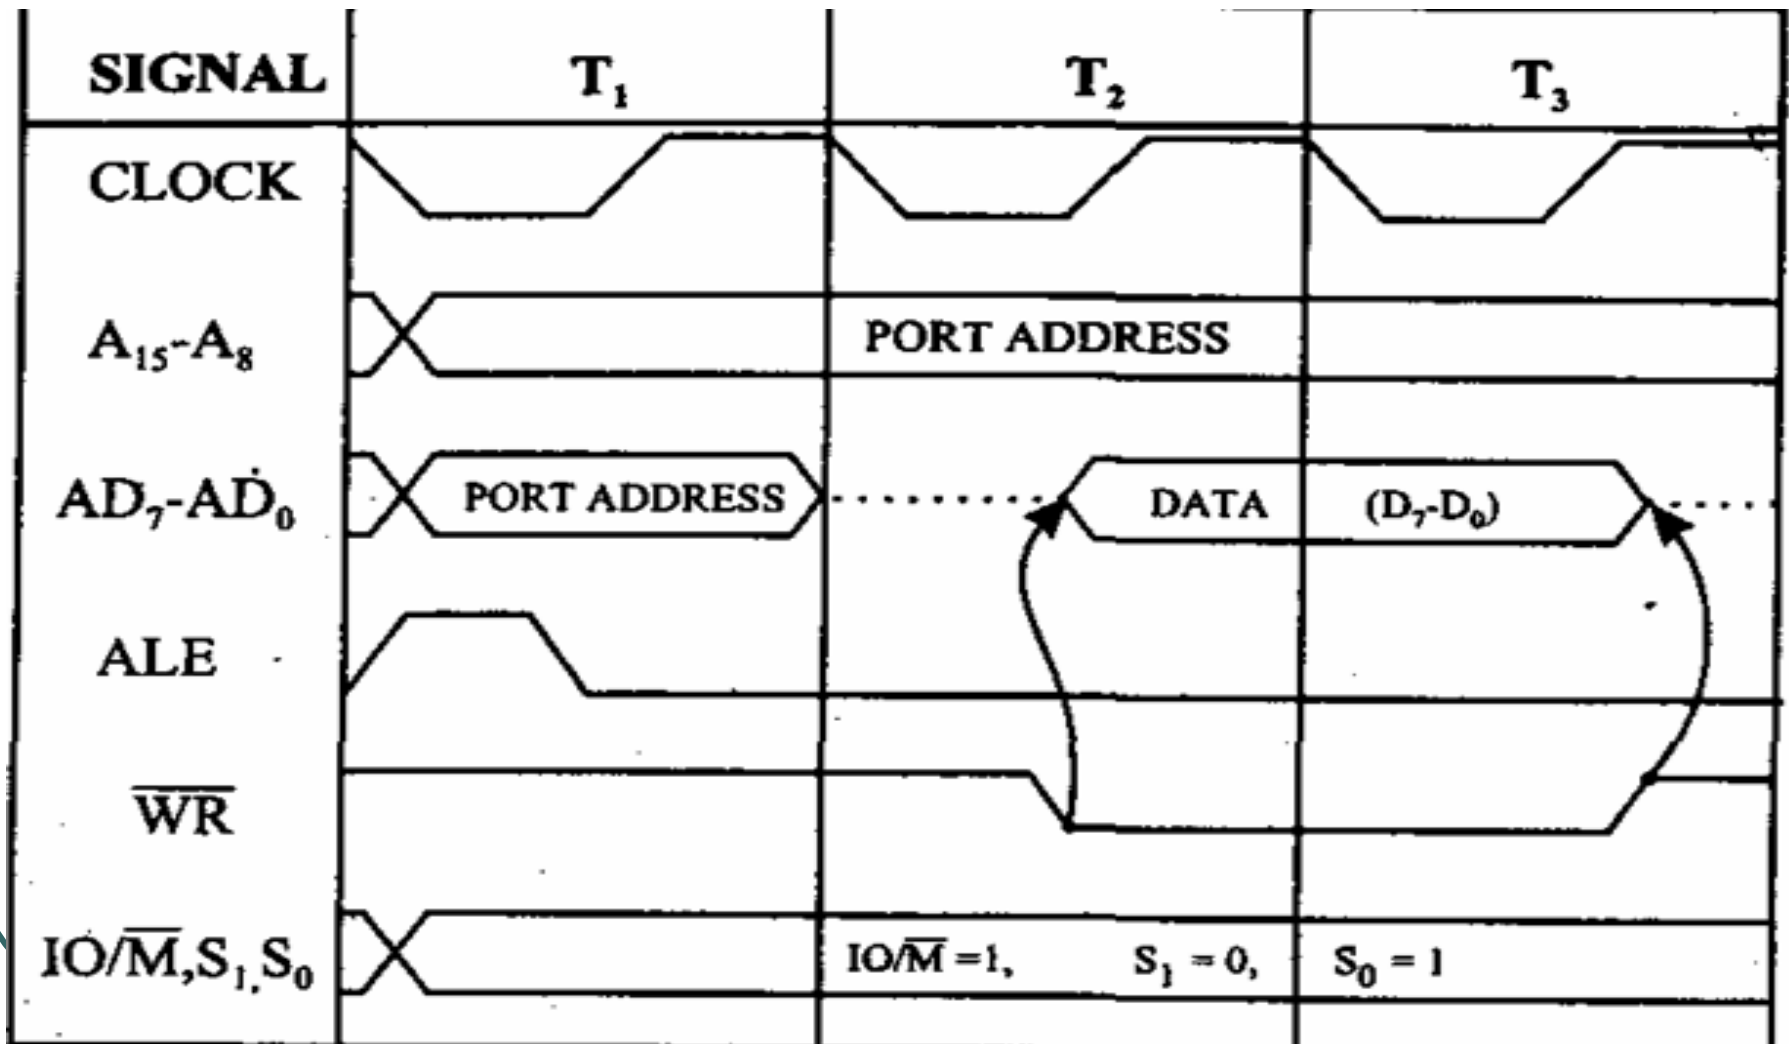 SIGNAL T₁ T₂ T₃
CLOCK
A₁₅-A₈ PORT ADDRESS
AD₇-AD₀ PORT ADDRESS DATA (D₇-D₀)
ALE
W̅R̅
IO/M̅,S₁,S₀ IO/M̅ =1, S₁ = 0, S₀ = 1